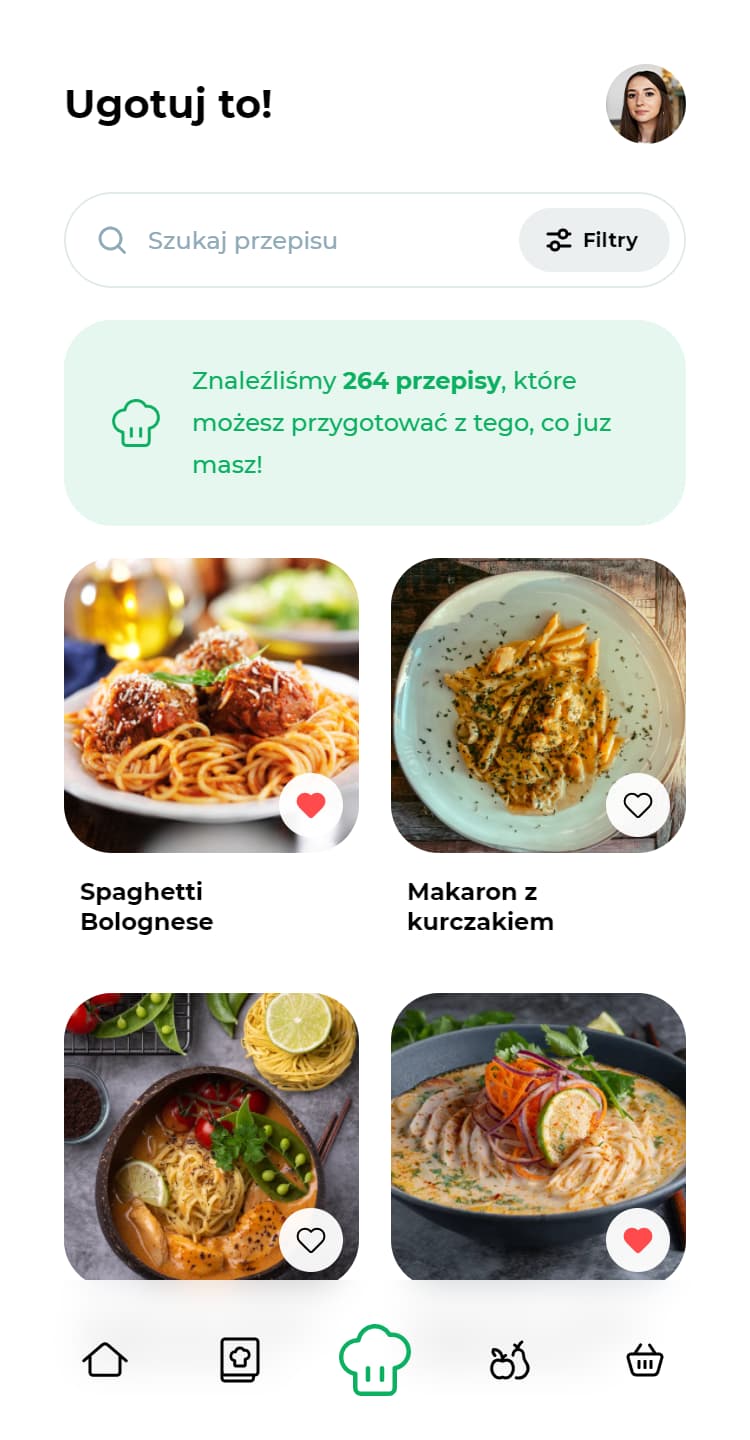 Ugotuj to!
Szukaj przepisu
Filtry
Znaleźliśmy 264 przepisy, które
możesz przygotować z tego, co juz
masz!
Spaghetti
Bolognese
Makaron z
kurczakiem